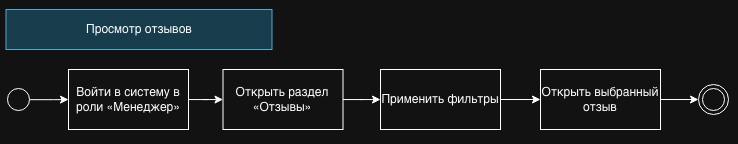 Просмотр отзывов
Войти в систему в
роли «Менеджер»
Открыть раздел
«Отзывы»
Применить фильтры
Открыть выбранный
отзыв